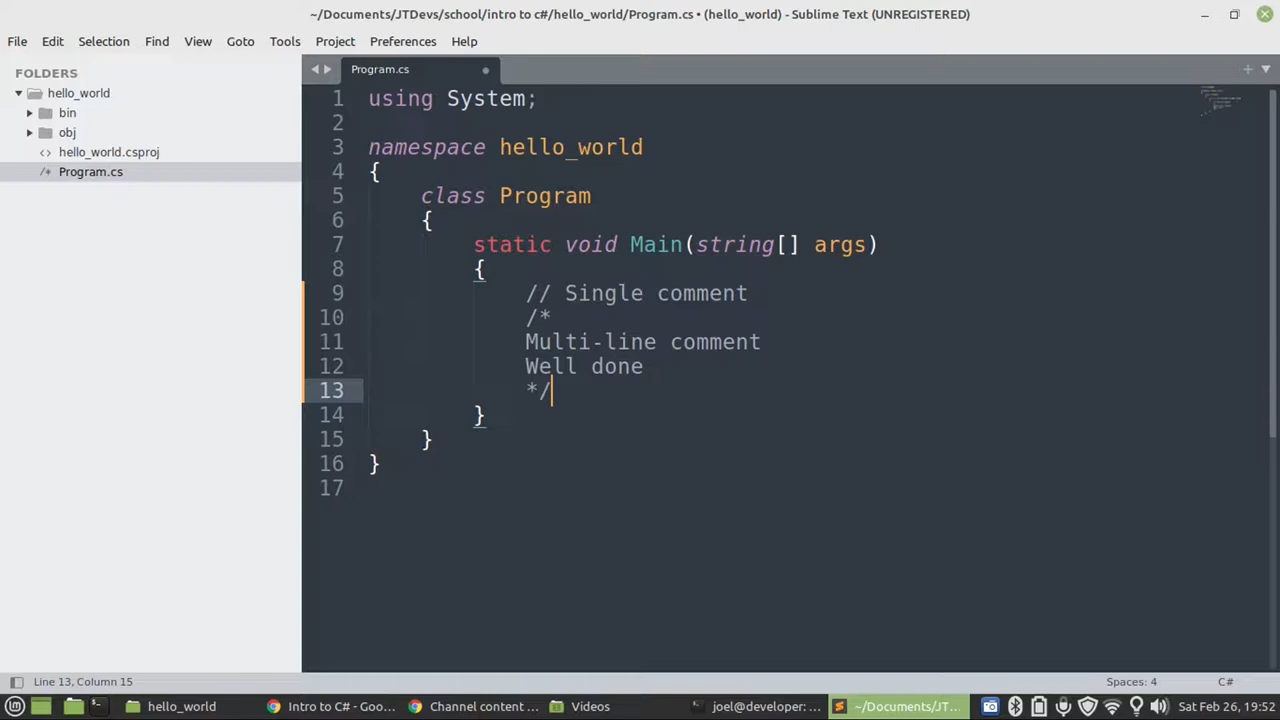 ~/Documents/JTDevs/school/intro to c#/hello_world/Program.cs • (hello_world) - Sublime Text (UNREGISTERED)
File Edit Selection Find View Goto Tools Project Preferences Help
FOLDERS
hello_world
bin
obj
<> hello_world.csproj
/* Program.cs
Program.cs
1 using System;
2
3 namespace hello_world
4 {
5 class Program
6 {
7 static void Main(string[] args)
8 {
9 // Single comment
10 /*
11 Multi-line comment
12 Well done
13 */
14 }
15 }
16 }
17
Line 13, Column 15 Spaces: 4 C#
hello_world Intro to C# - Goo... Channel content ... Videos joel@developer: ... ~/Documents/JT... Sat Feb 26, 19:52